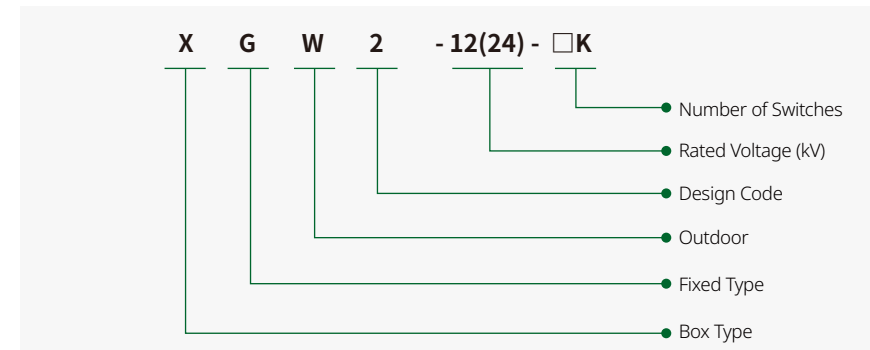 X G W 2 - 12(24) - □K
Number of Switches
Rated Voltage (kV)
Design Code
Outdoor
Fixed Type
Box Type